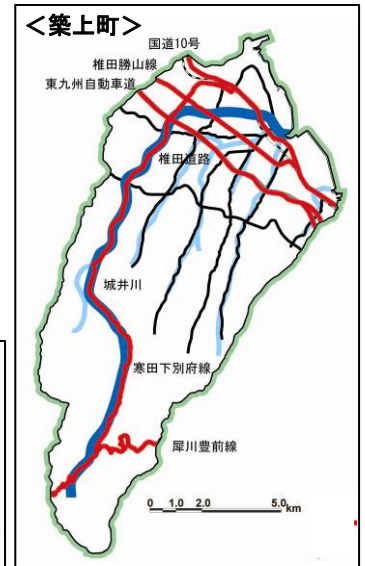 ＜築上町＞
国道10号
椎田勝山線
東九州自動車道
椎田道路
城井川
寒田下別府線
犀川豊前線
0 1.0 2.0 5.0 km